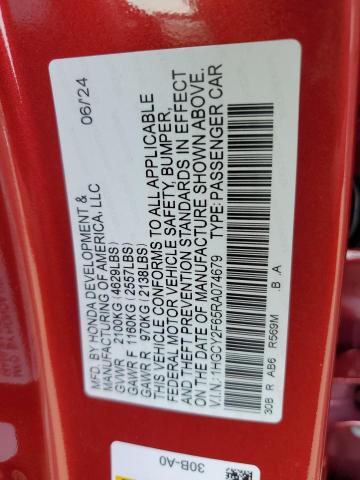 MFD. BY HONDA DEVELOPMENT & 06/24
MANUFACTURING OF AMERICA, LLC
GVWR 2100KG (4629LBS)
GAWR F 1160KG (2557LBS)
GAWR R 970KG (2138LBS)
THIS VEHICLE CONFORMS TO ALL APPLICABLE
FEDERAL MOTOR VEHICLE SAFETY, BUMPER,
AND THEFT PREVENTION STANDARDS IN EFFECT
ON THE DATE OF MANUFACTURE SHOWN ABOVE.
V.I.N.: 1HGCY2F65RA074679 TYPE: PASSENGER CAR
30B R AB6 R569M .B .A
30B-A0